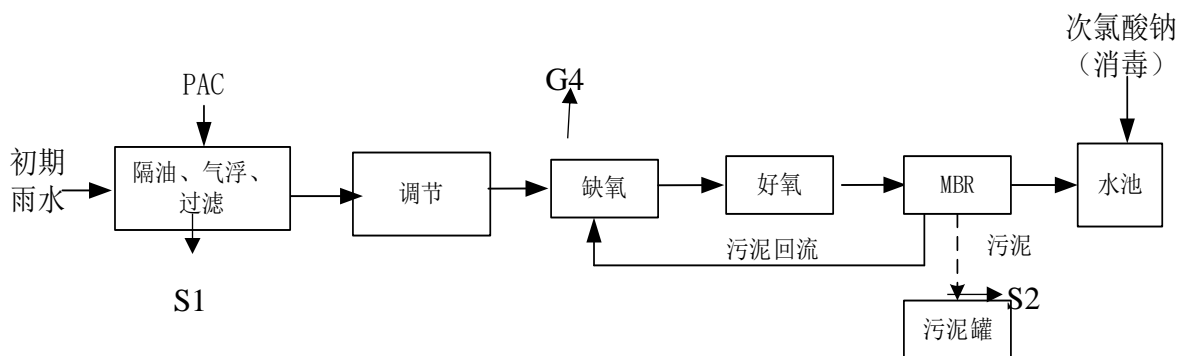 次氯酸钠
（消毒）
G4
PAC
初期
雨水
隔油、气浮、
过滤
调节
缺氧
好氧
MBR
水池
污泥回流
污泥
S1
S2
污泥罐